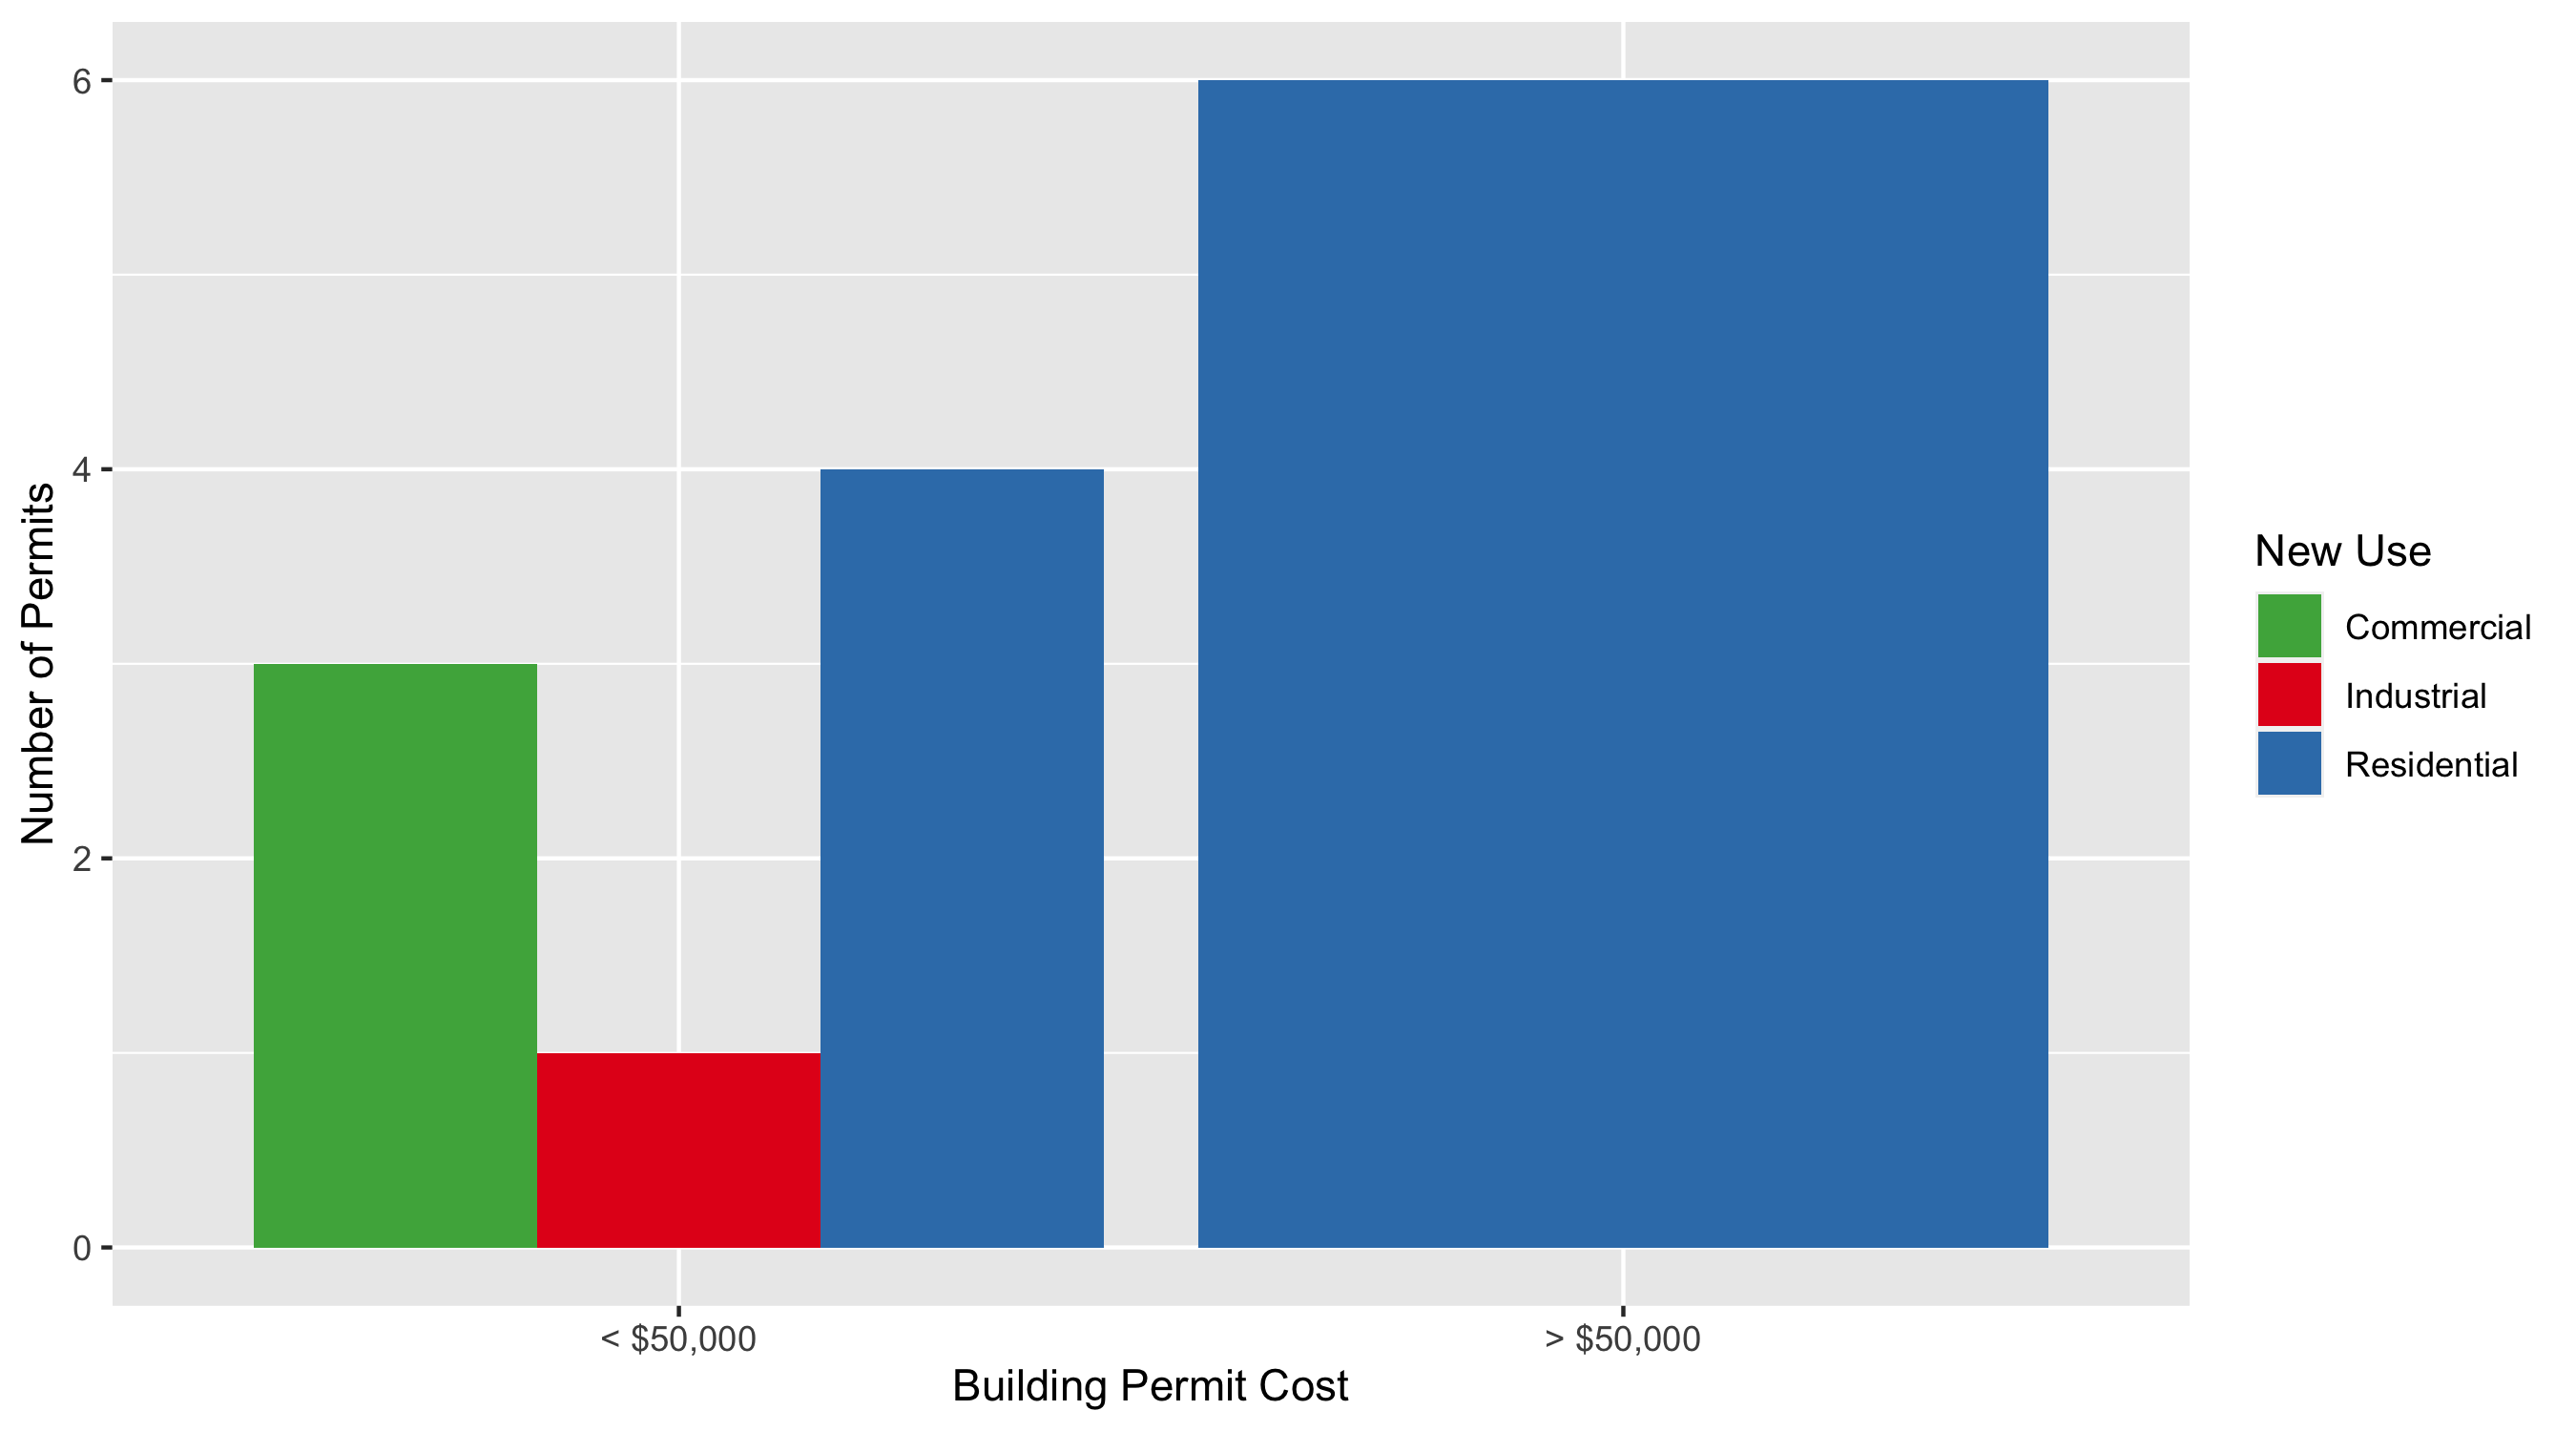 Number of Permits
6
4
2
0
< $50,000
> $50,000
Building Permit Cost
New Use
Commercial
Industrial
Residential